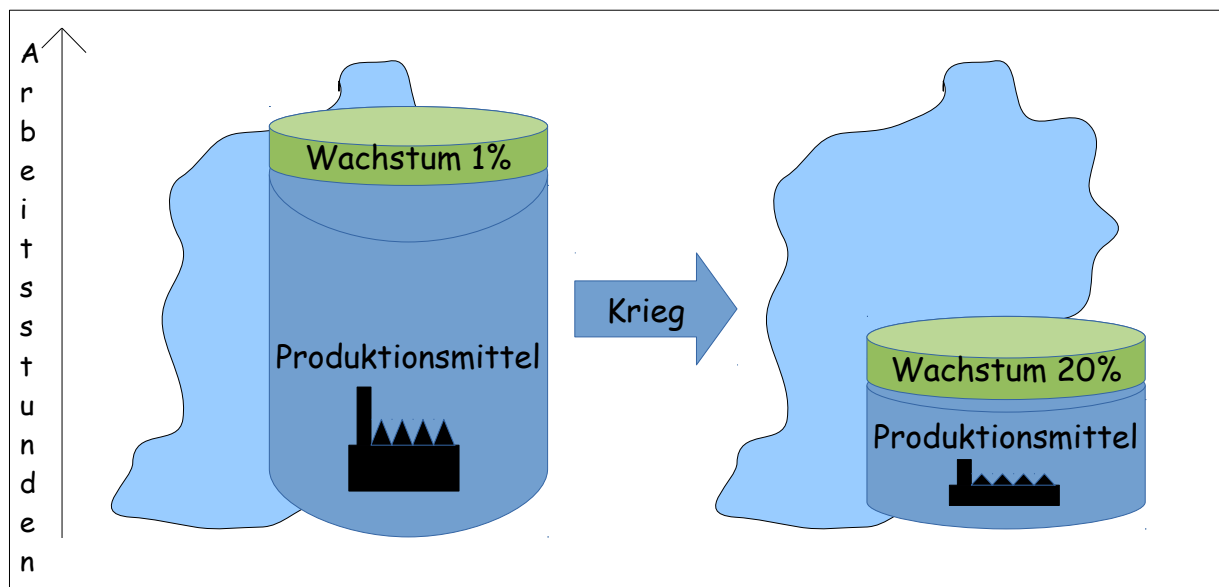 Arbeitsstunden
Wachstum 1%
Produktionsmittel
Krieg
Wachstum 20%
Produktionsmittel